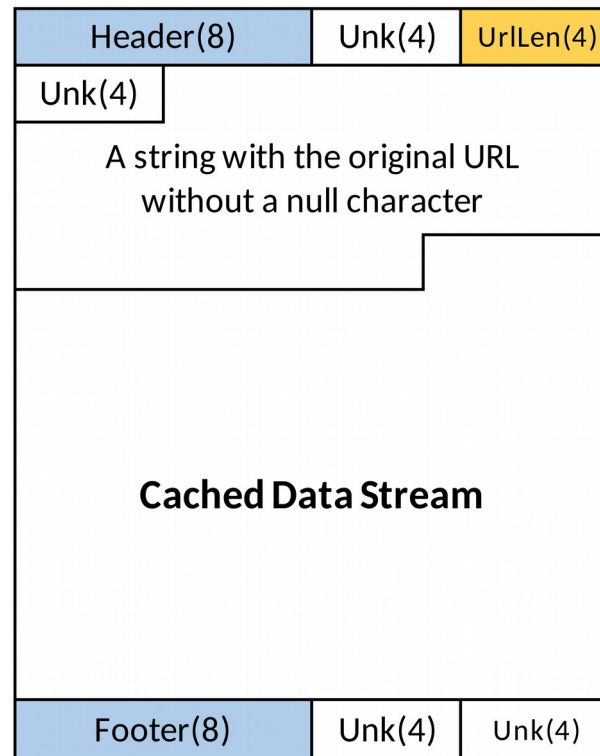 Header(8) Unk(4) UrlLen(4)
Unk(4)
A string with the original URL
without a null character
Cached Data Stream
Footer(8) Unk(4) Unk(4)